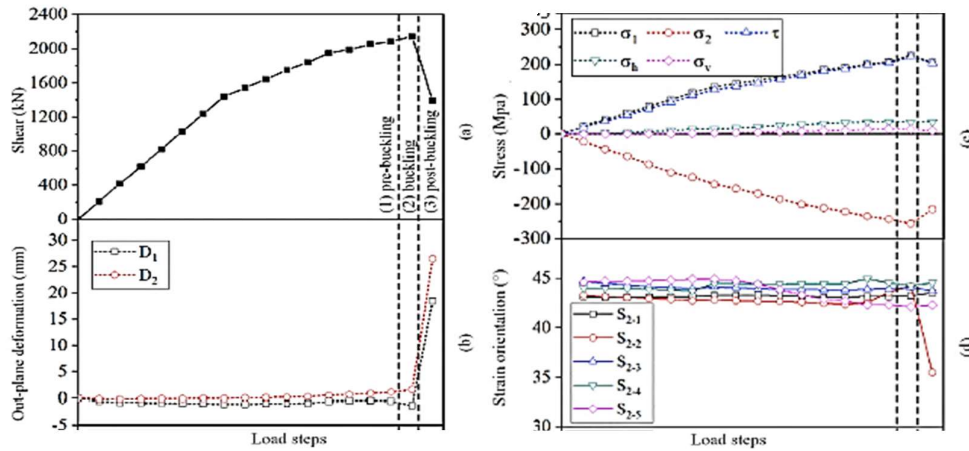 2400
2000
1600
1200
800
400
0
Shear (kN)
(1) pre-buckling
(2) buckling
(3) post-buckling
(a)
30
25
20
15
10
5
0
-5
Out-plane deformation (mm)
D1
D2
(b)
Load steps
200
100
0
-100
-200
-300
Stress (Mpa)
σ1 σ2 τ
σh σv
45
40
35
30
Strain orientation (°)
S2-1
S2-2
S2-3
S2-4
S2-5
Load steps